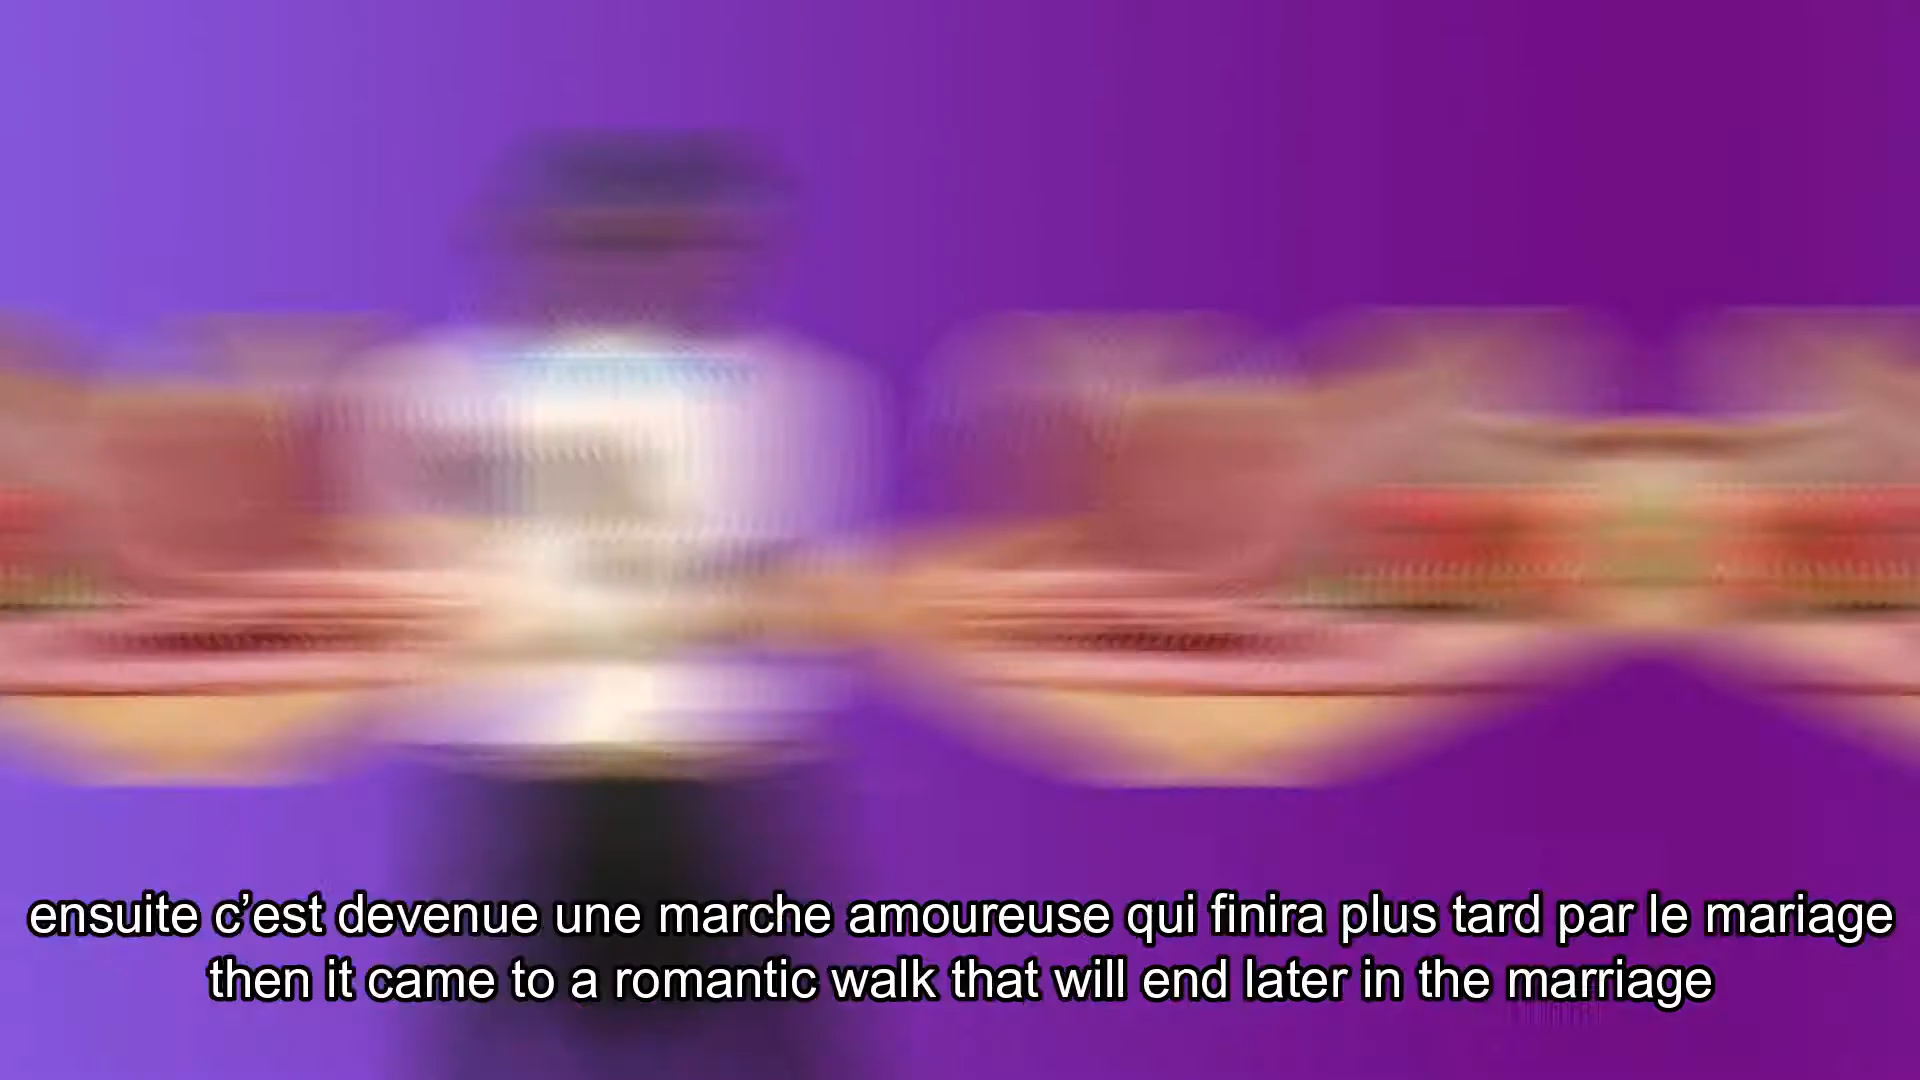 ensuite c’est devenue une marche amoureuse qui finira plus tard par le mariage
then it came to a romantic walk that will end later in the marriage